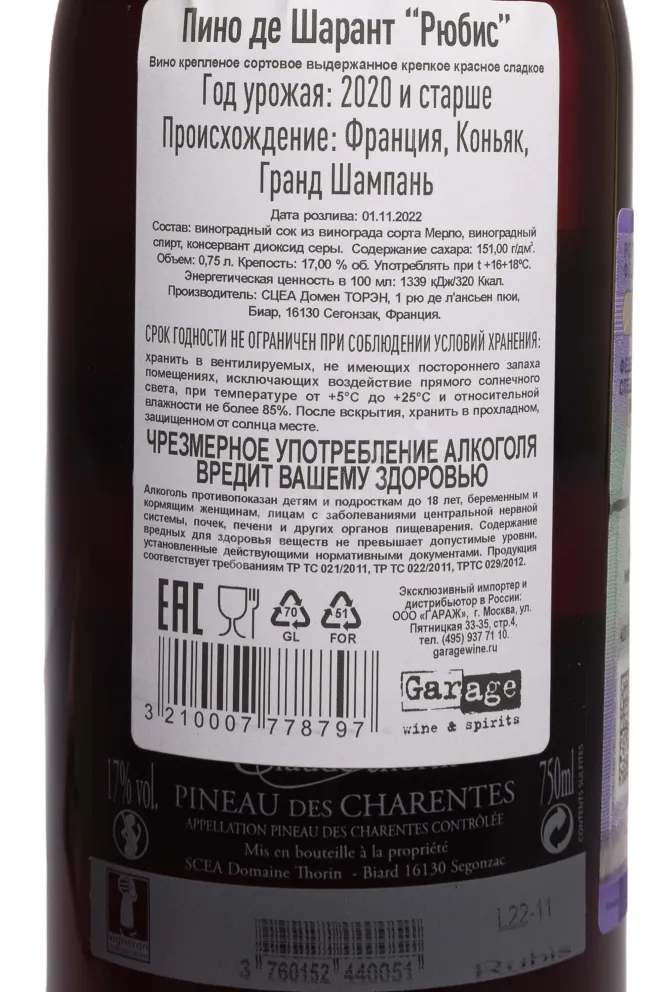 Пино де Шарант “Рюбис”
Вино крепленое сортовое выдержанное крепкое красное сладкое
Год урожая: 2020 и старше
Происхождение: Франция, Коньяк,
Гранд Шампань
Дата розлива: 01.11.2022
Состав: виноградный сок из винограда сорта Мерло, виноградный
спирт, консервант диоксид серы. Содержание сахара: 151,00 г/дм³.
Объем: 0,75 л. Крепость: 17,00 % об. Употреблять при t +16+18°C.
Энергетическая ценность в 100 мл: 1339 кДж/320 Ккал.
Производитель: СЦЕА Домен ТОРЭН, 1 рю де л'ансьен пюи,
Биар, 16130 Сегонзак, Франция.
СРОК ГОДНОСТИ НЕ ОГРАНИЧЕН ПРИ СОБЛЮДЕНИИ УСЛОВИЙ ХРАНЕНИЯ:
хранить в вентилируемых, не имеющих постороннего запаха
помещениях, исключающих воздействие прямого солнечного
света, при температуре от +5°C до +25°C и относительной
влажности не более 85%. После вскрытия, хранить в прохладном,
защищенном от солнца месте.
ЧРЕЗМЕРНОЕ УПОТРЕБЛЕНИЕ АЛКОГОЛЯ
ВРЕДИТ ВАШЕМУ ЗДОРОВЬЮ
Алкоголь противопоказан детям и подросткам до 18 лет, беременным и
кормящим женщинам, лицам с заболеваниями центральной нервной
системы, почек, печени и других органов пищеварения. Содержание
вредных для здоровья веществ не превышает допустимые уровни,
установленные действующими нормативными документами. Продукция
соответствует требованиям ТР ТС 021/2011, ТР ТС 022/2011, ТРТС 029/2012.
EAC
70
GL
51
FOR
Эксклюзивный импортер и
дистрибьютор в России:
ООО «ГАРАЖ», г. Москва, ул.
Пятницкая 33-35, стр.4,
тел. (495) 937 71 10.
garagewine.ru
Garage
wine & spirits
3 210007 778797
17% vol.
750ml
PINEAU DES CHARENTES
APPELLATION PINEAU DES CHARENTES CONTRÔLÉE
Mis en bouteille à la propriété
SCEA Domaine Thorin - Biard 16130 Segonzac
CONTENTS SULFITES
vigneron
L22-11
3 760152 440051
Rubis